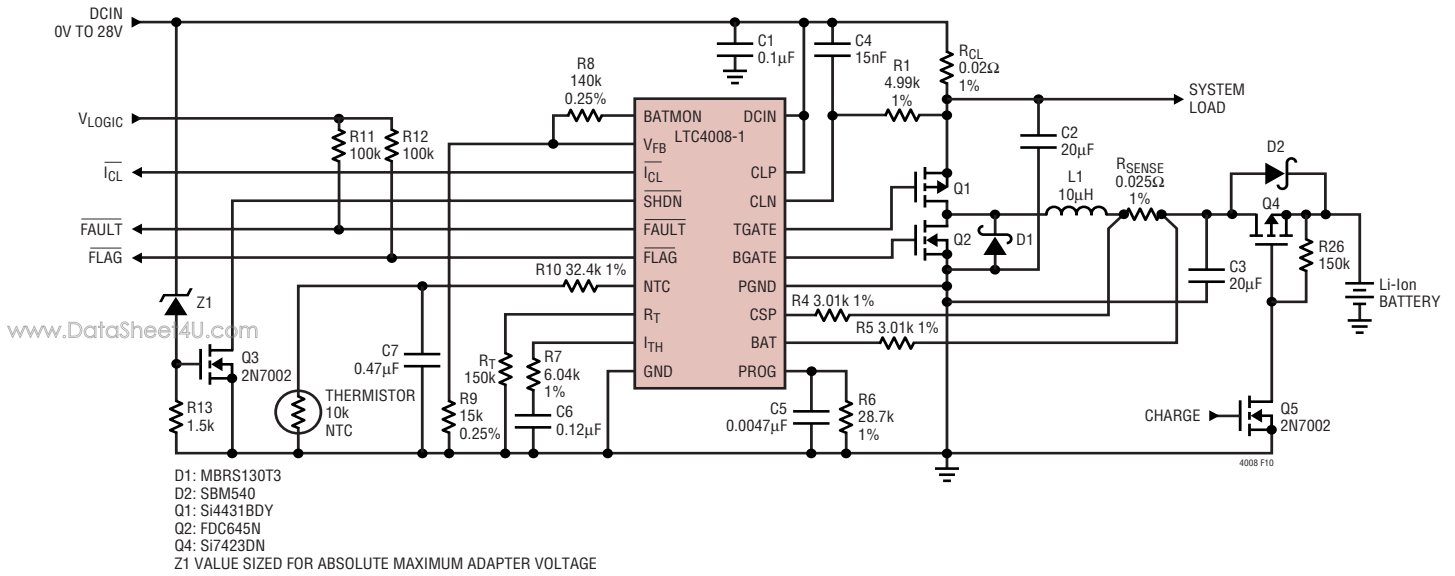 DCIN
0V TO 28V
C1
0.1µF
C4
15nF
R1
4.99k
1%
RCL
0.02Ω
1%
SYSTEM
LOAD
R8
140k
0.25%
VLOGIC
R11
100k
R12
100k
ICL
FAULT
FLAG
LTC4008-1
BATMON
VFB
ICL
SHDN
FAULT
FLAG
NTC
RT
ITH
GND
DCIN
CLP
CLN
TGATE
BGATE
PGND
CSP
BAT
PROG
C2
20µF
Q1
Q2
D1
L1
10µH
RSENSE
0.025Ω
1%
D2
Q4
R26
150k
C3
20µF
Li-Ion
BATTERY
R10 32.4k 1%
R4 3.01k 1%
R5 3.01k 1%
Z1
www.DataSheet4U.com
Q3
2N7002
R13
1.5k
THERMISTOR
10k
NTC
C7
0.47µF
R9
15k
0.25%
RT
150k
R7
6.04k
1%
C6
0.12µF
C5
0.0047µF
R6
28.7k
1%
CHARGE
Q5
2N7002
4008 F10
D1: MBRS130T3
D2: SBM540
Q1: Si4431BDY
Q2: FDC645N
Q4: Si7423DN
Z1 VALUE SIZED FOR ABSOLUTE MAXIMUM ADAPTER VOLTAGE